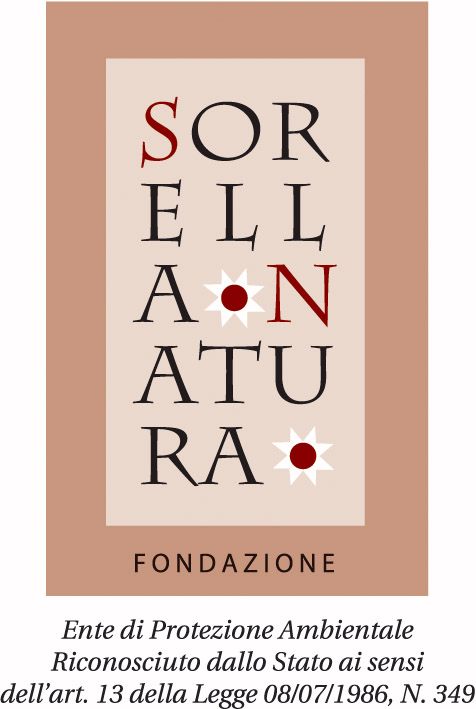 SOR
ELL
A N
ATU
RA
FONDAZIONE
Ente di Protezione Ambientale
Riconosciuto dallo Stato ai sensi
dell’art. 13 della Legge 08/07/1986, N. 349